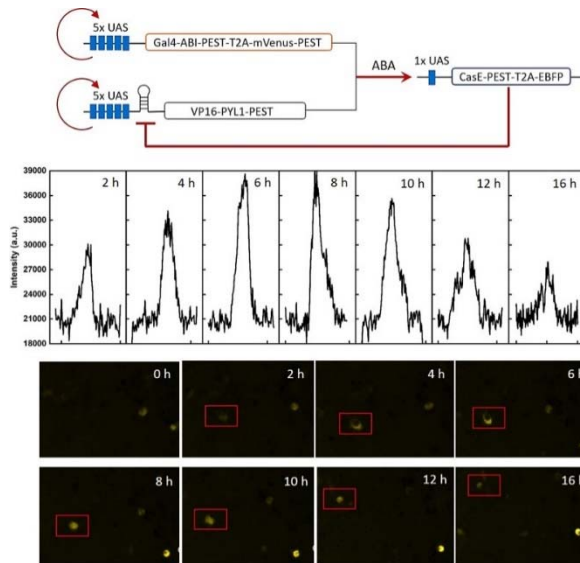 5x UAS
Gal4-ABI-PEST-T2A-mVenus-PEST
ABA
1x UAS
CasE-PEST-T2A-EBFP
5x UAS
VP16-PYL1-PEST
39000
36000
33000
30000
27000
24000
21000
18000
Intensity (a.u.)
2 h
4 h
6 h
8 h
10 h
12 h
16 h
0 h
2 h
4 h
6 h
8 h
10 h
12 h
16 h